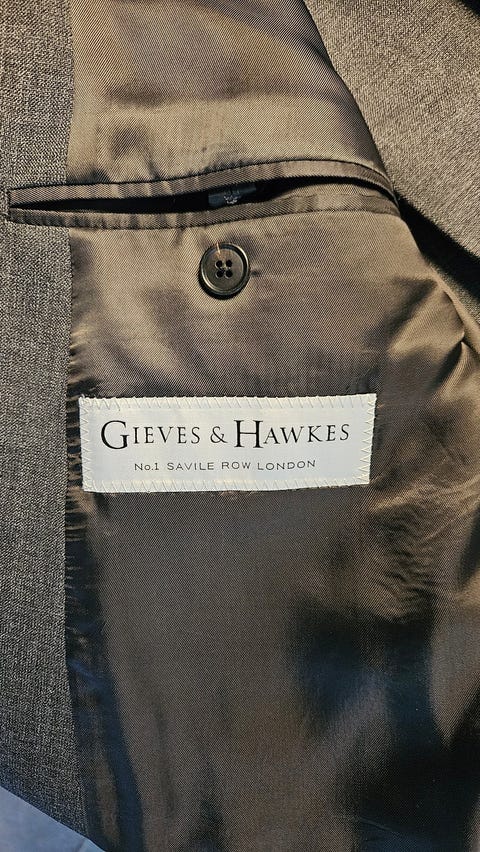 GIEVES & HAWKES
No.1 SAVILE ROW LONDON